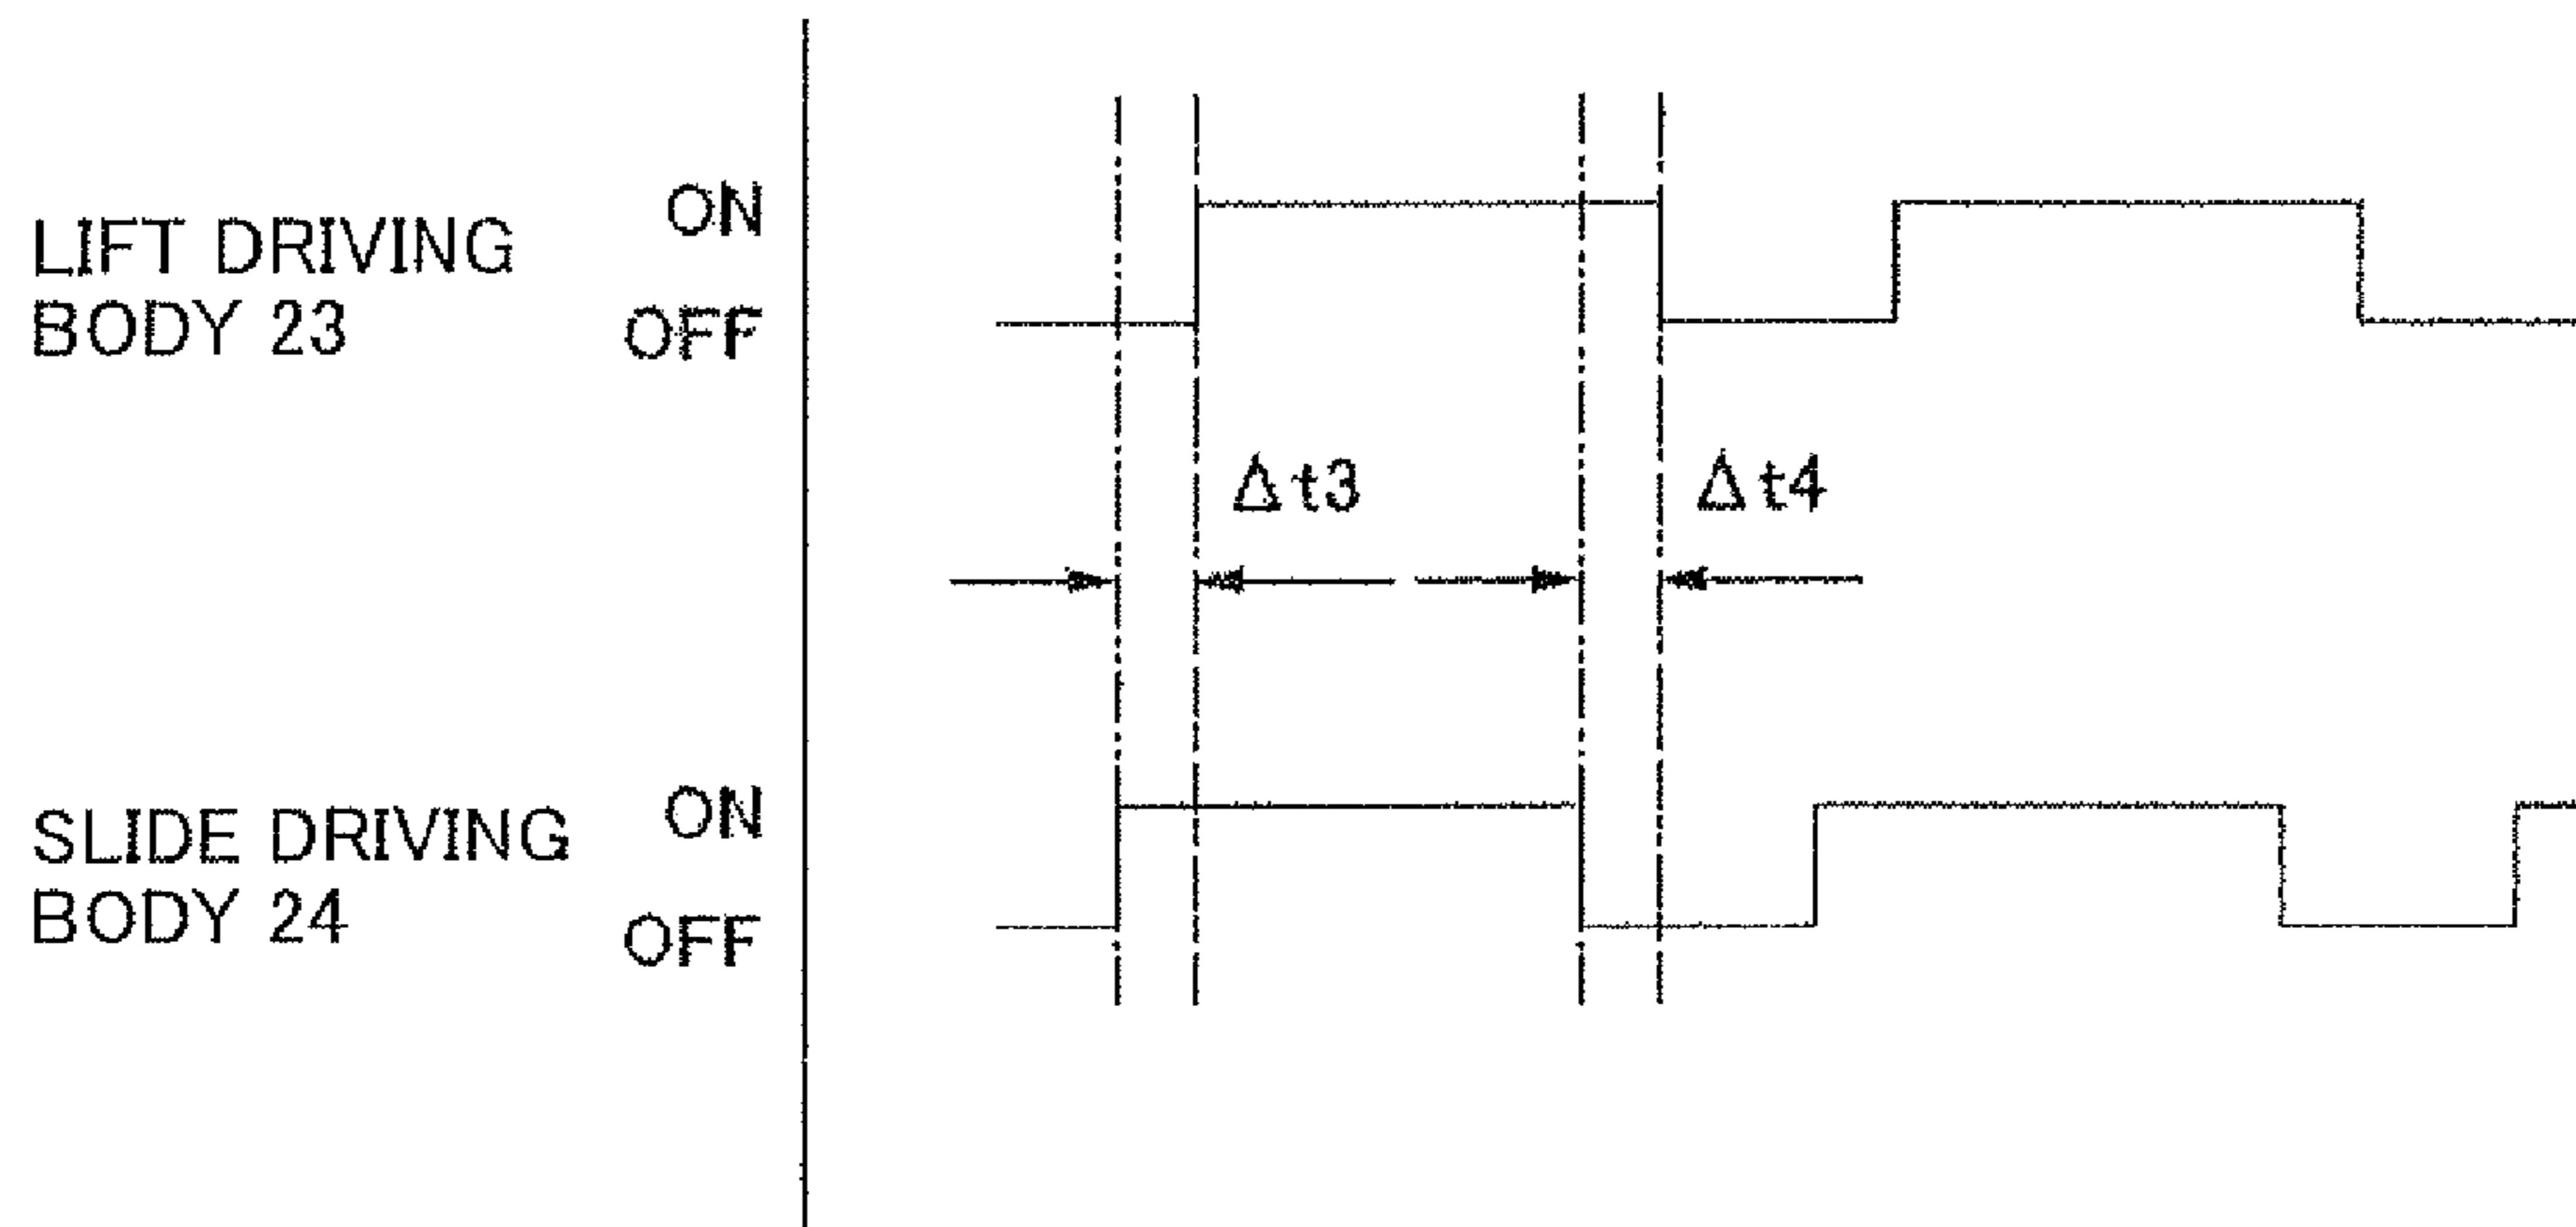 LIFT DRIVING
BODY 23
ON
OFF
Δt3
Δt4
SLIDE DRIVING
BODY 24
ON
OFF